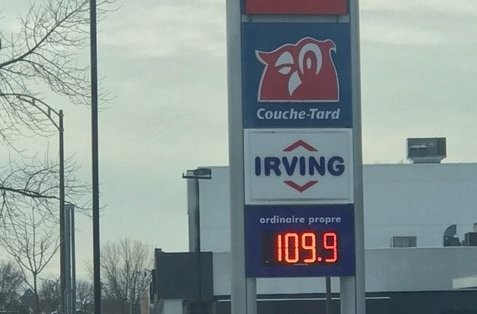 Couche-Tard
IRVING
ordinaire propre
109.9